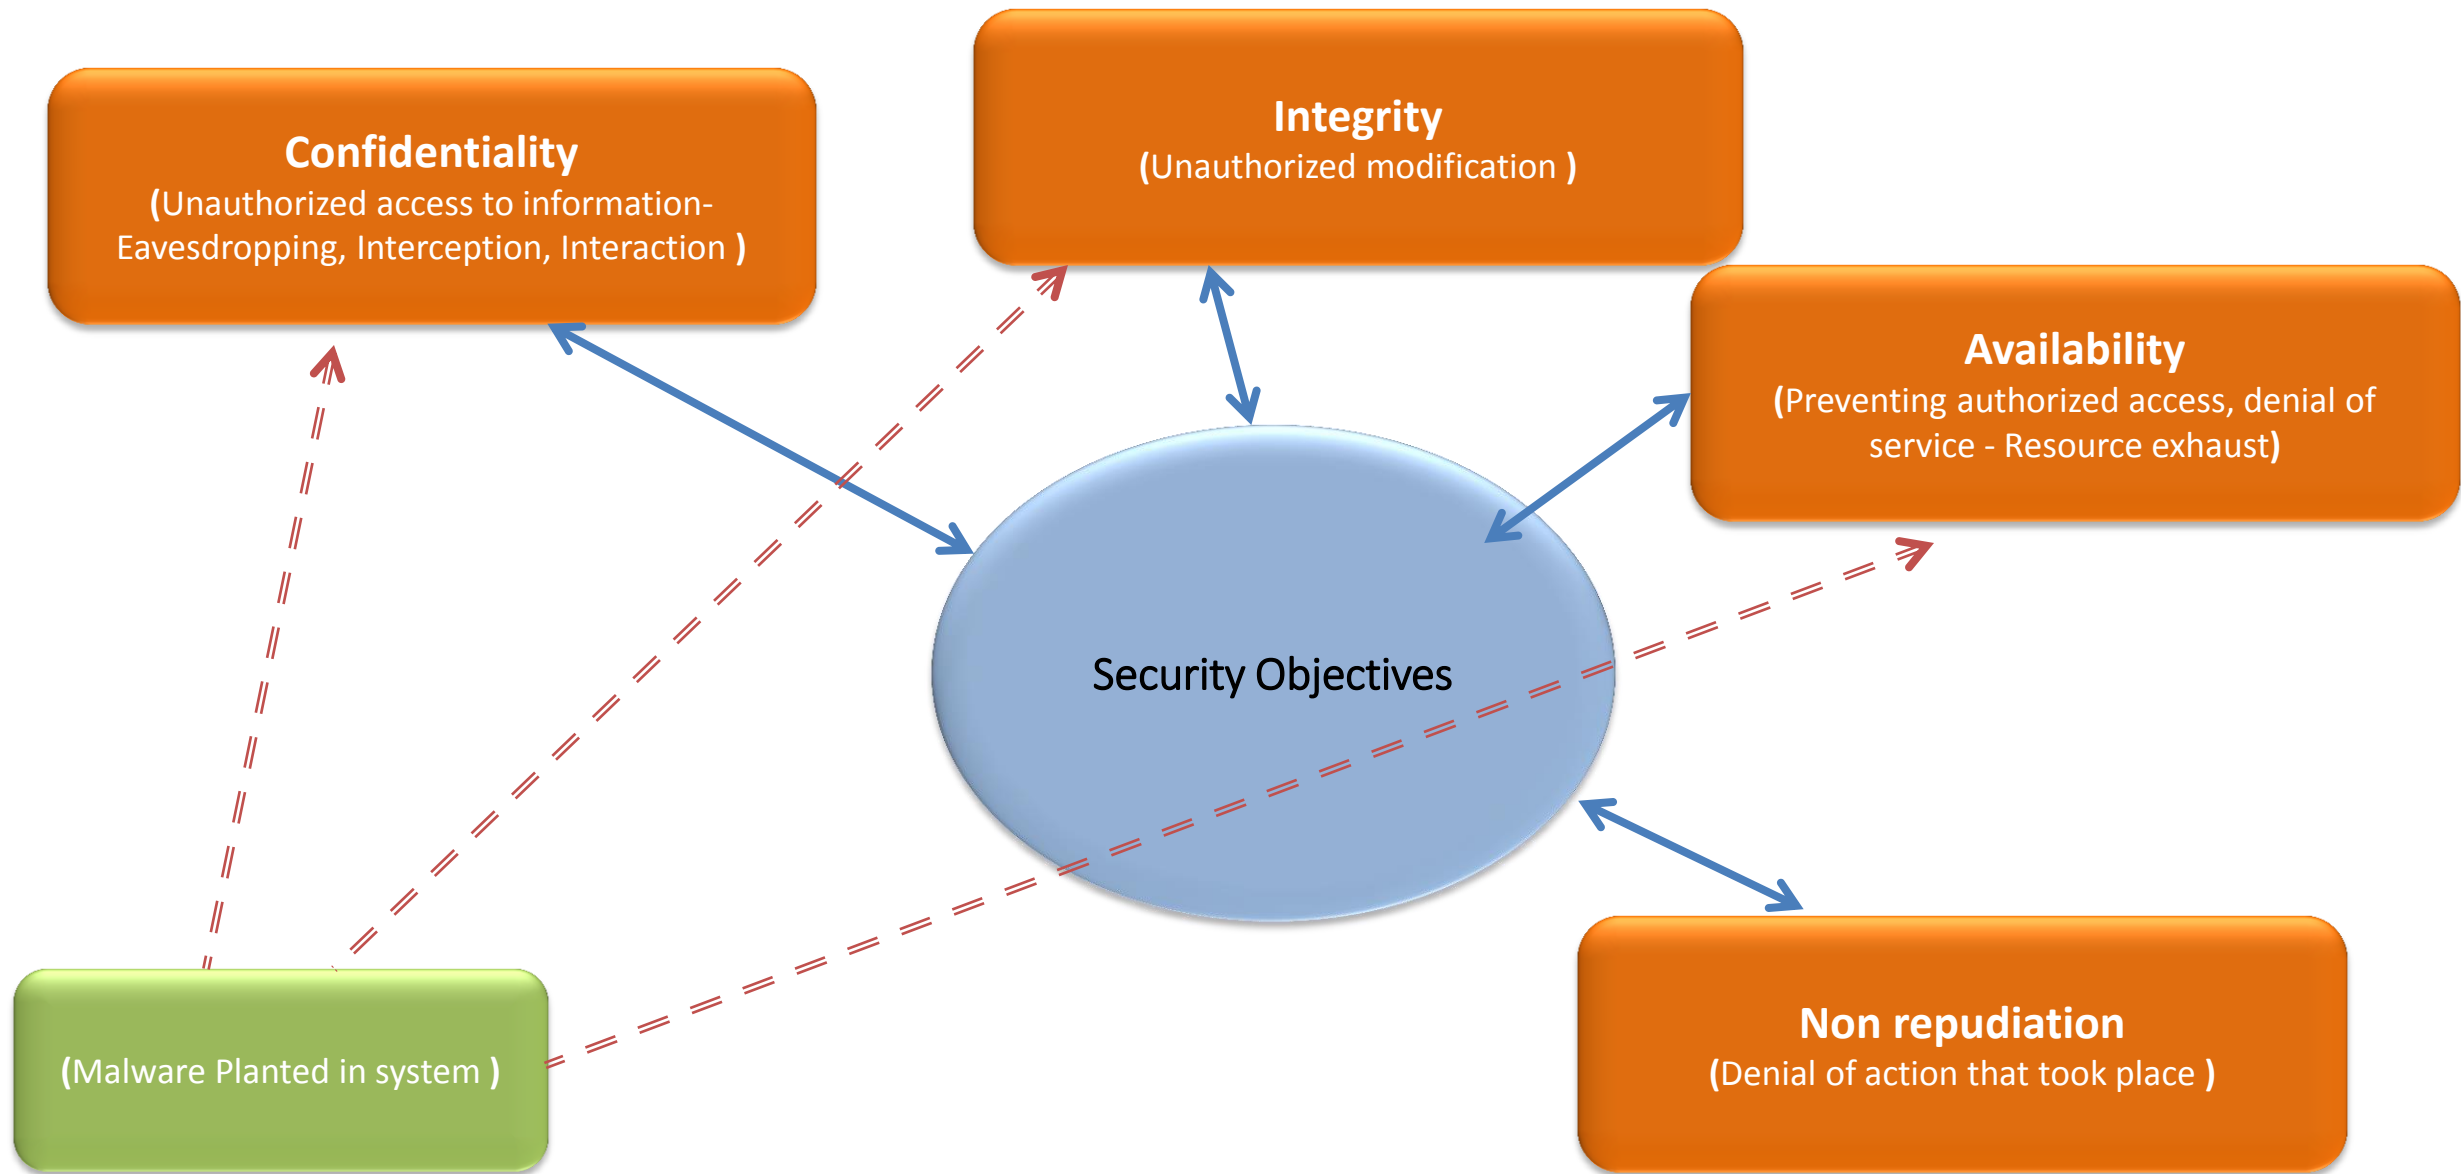 Confidentiality
(Unauthorized access to information-
Eavesdropping, Interception, Interaction )
Integrity
(Unauthorized modification )
Availability
(Preventing authorized access, denial of
service - Resource exhaust)
Security Objectives
(Malware Planted in system )
Non repudiation
(Denial of action that took place )